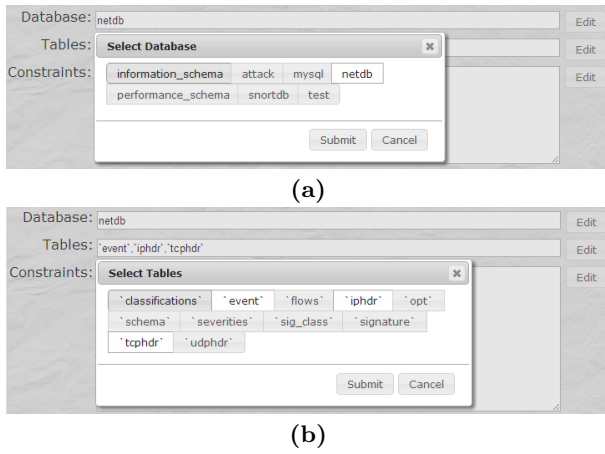 Database: netdb Edit
Tables: Edit
Select Database
Constraints: Edit
information_schema attack mysql netdb
performance_schema snortdb test
Submit Cancel
(a)
Database: netdb Edit
Tables: `event`,`iphdr`,`tcphdr` Edit
Constraints: Edit
Select Tables
`classifications` `event` `flows` `iphdr` `opt`
`schema` `severities` `sig_class` `signature`
`tcphdr` `udphdr`
Submit Cancel
(b)